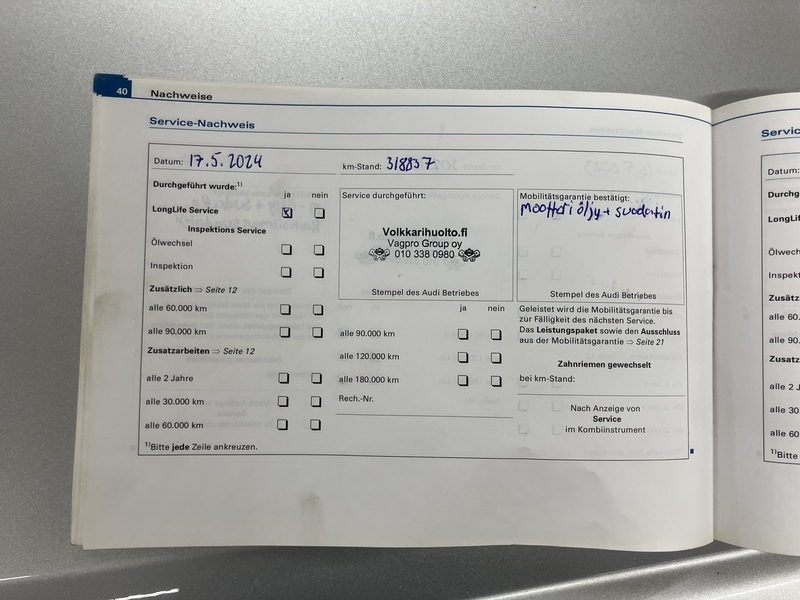 40 Nachweise
Service-Nachweis
Datum: 17.5.2024 km-Stand: 318837
Durchgeführt wurde:1)
ja nein
LongLife Service
Inspektions Service
Ölwechsel
Inspektion
Zusätzlich ⇒ Seite 12
alle 60.000 km
alle 90.000 km
Zusatzarbeiten ⇒ Seite 12
alle 2 Jahre
alle 30.000 km
alle 60.000 km
1)Bitte jede Zeile ankreuzen.
Service durchgeführt:
Volkkarihuolto.fi
Vagpro Group oy
010 338 0980
Stempel des Audi Betriebes
ja nein
alle 90.000 km
alle 120.000 km
alle 180.000 km
Rech.-Nr.
Mobilitätsgarantie bestätigt:
moottoriöljy + suodatin
Stempel des Audi Betriebes
Geleistet wird die Mobilitätsgarantie bis
zur Fälligkeit des nächsten Service.
Das Leistungspaket sowie den Ausschluss
aus der Mobilitätsgarantie ⇒ Seite 21
Zahnriemen gewechselt
bei km-Stand:
Nach Anzeige von
Service
im Kombiinstrument
Servic
Datum:
Durchg
LongLi
Ölwech
Inspekt
Zusätz
alle 60.
alle 90.
Zusatz
alle 2 J
alle 30
alle 60
1)Bitte